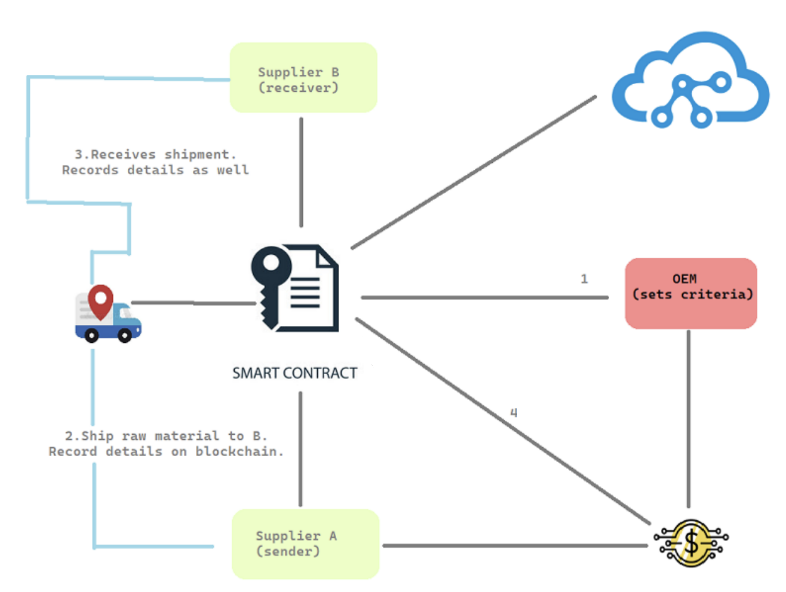 Supplier B
(receiver)
3.Receives shipment.
Records details as well
1
OEM
(sets criteria)
SMART CONTRACT
4
2.Ship raw material to B.
Record details on blockchain.
Supplier A
(sender)
$